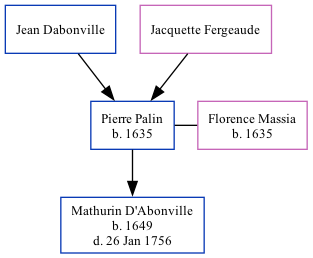 Jean Dabonville
Jacquette Fergeaude
Pierre Palin
b. 1635
Florence Massia
b. 1635
Mathurin D'Abonville
b. 1649
d. 26 Jan 1756